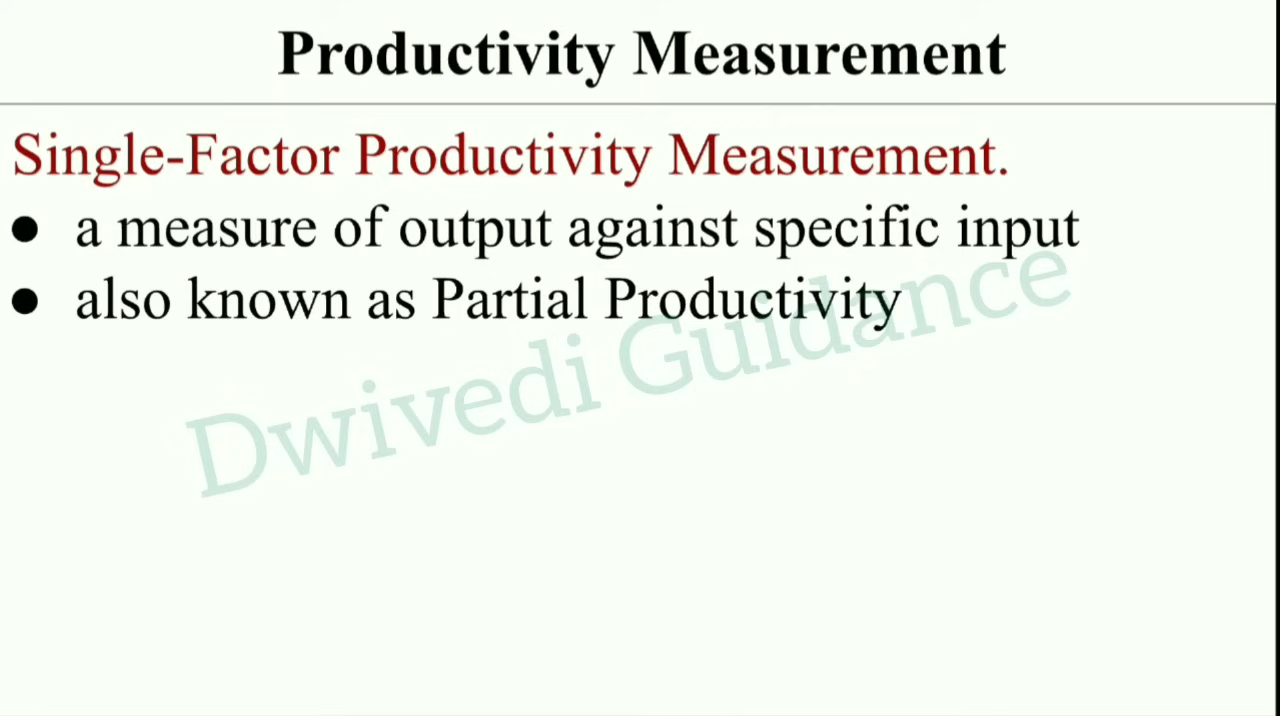 Productivity Measurement
Single-Factor Productivity Measurement.
● a measure of output against specific input
● also known as Partial Productivity
Dwivedi Guidance